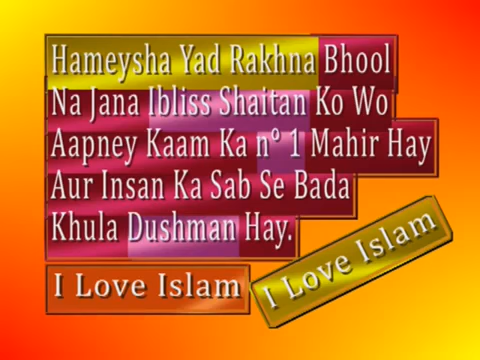 Hameysha Yad Rakhna Bhool
Na Jana Ibliss Shaitan Ko Wo
Aapney Kaam Ka n° 1 Mahir Hay
Aur Insan Ka Sab Se Bada
Khula Dushman Hay.
I Love Islam
I Love Islam